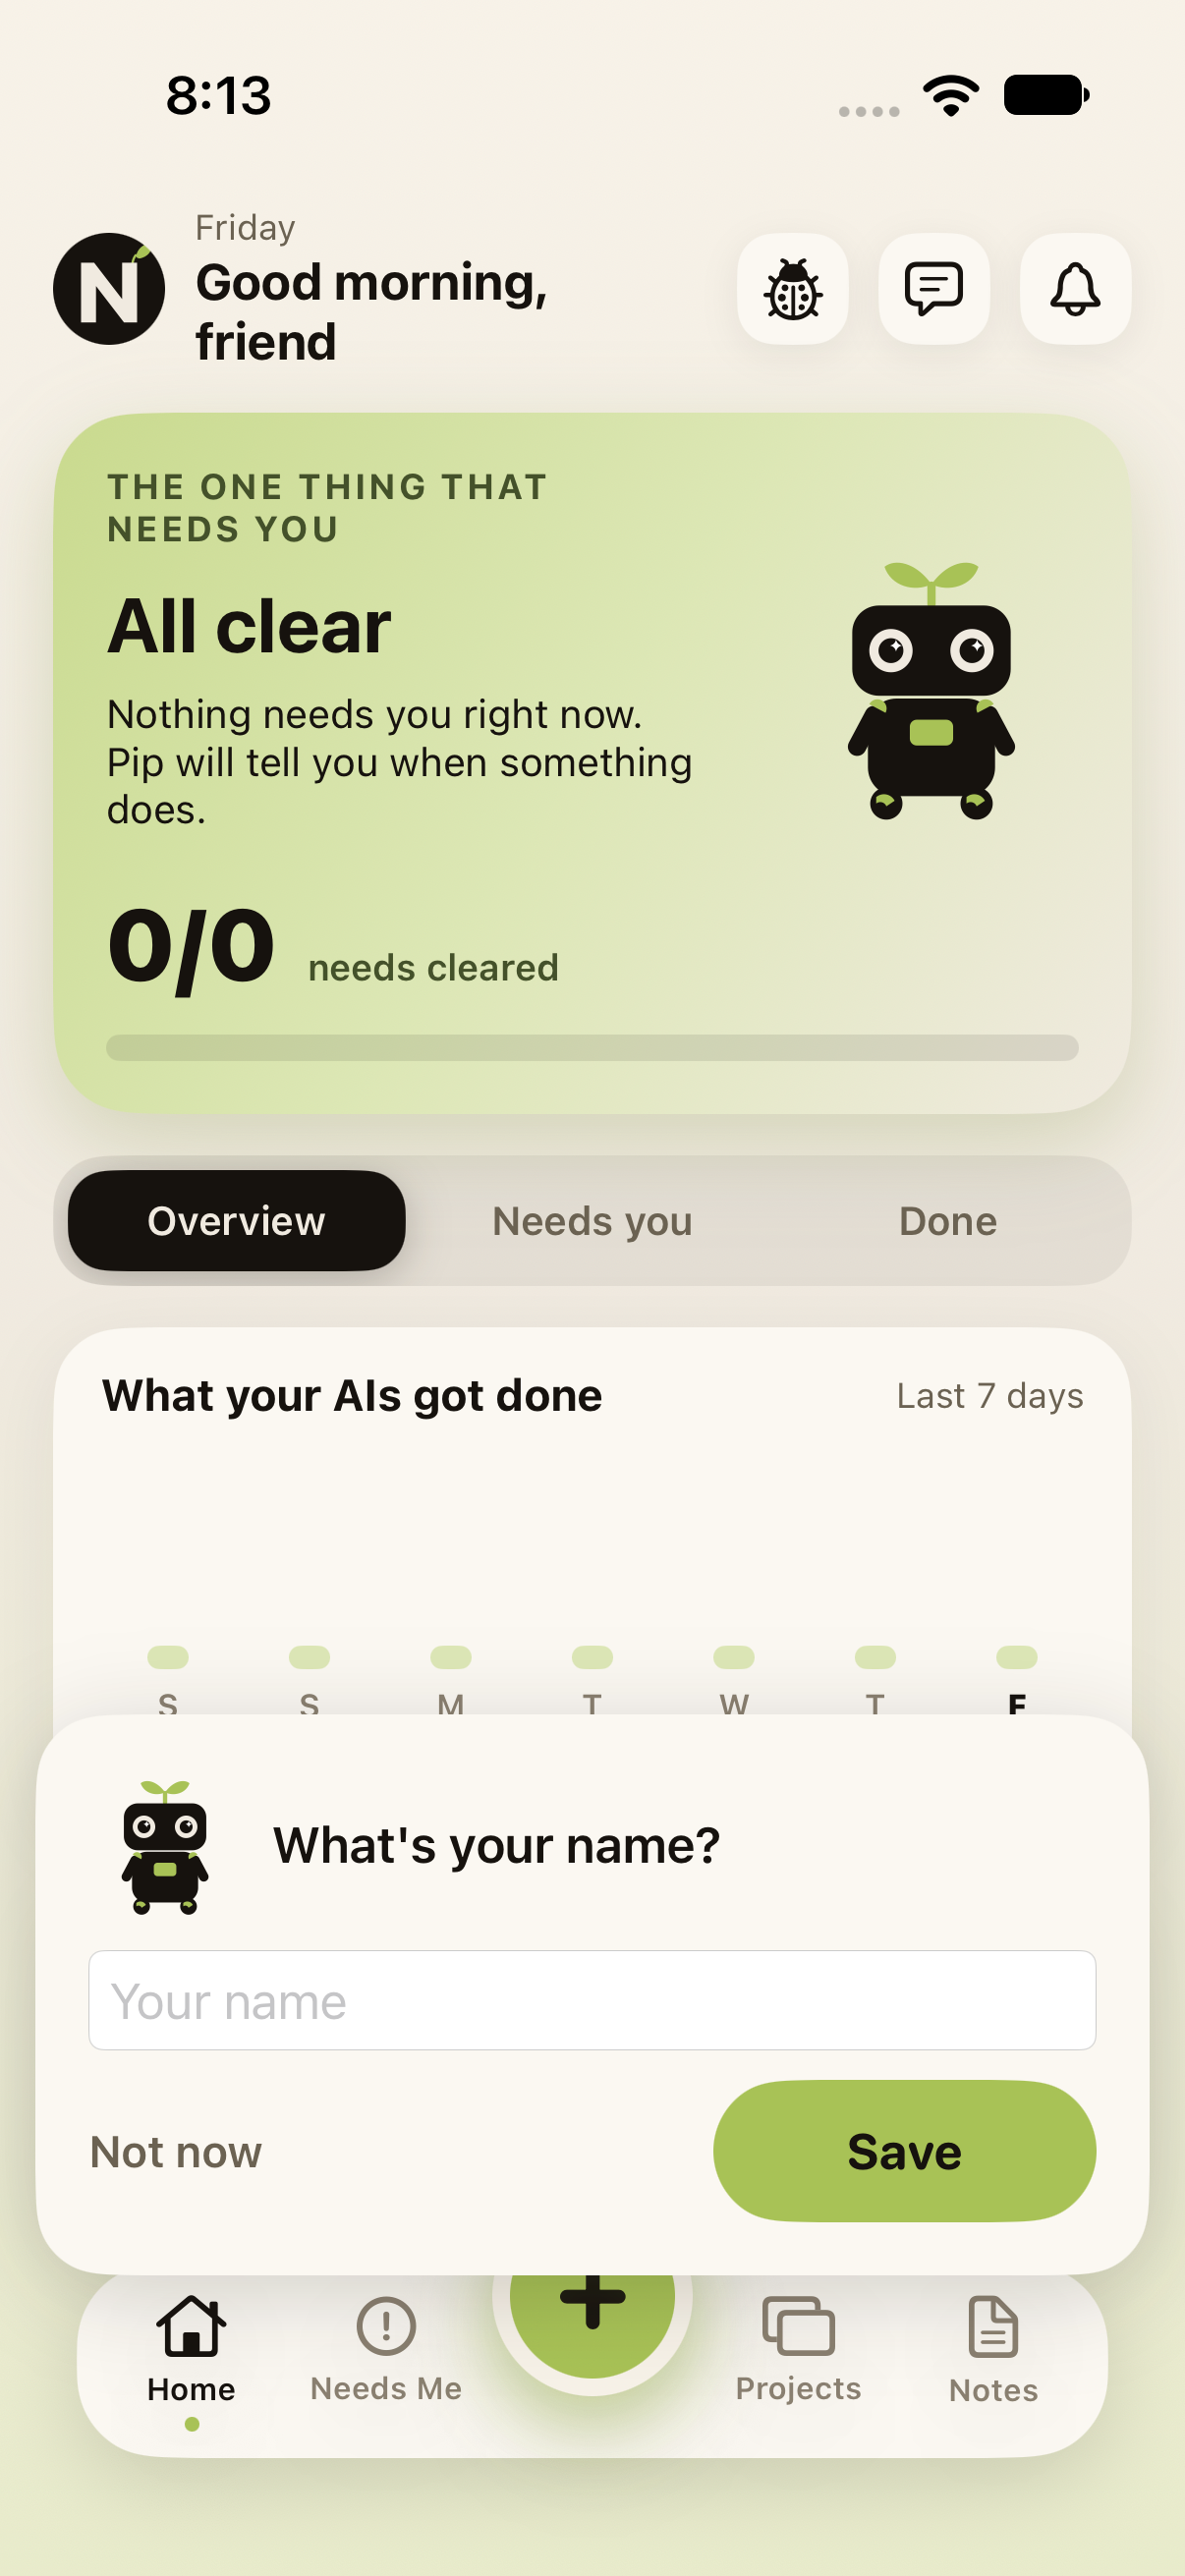 8:13
N
Friday
Good morning,
friend
THE ONE THING THAT
NEEDS YOU
All clear
Nothing needs you right now.
Pip will tell you when something
does.
0/0 needs cleared
Overview Needs you Done
What your AIs got done Last 7 days
S S M T W T F
What's your name?
Your name
Not now Save
Home Needs Me Projects Notes